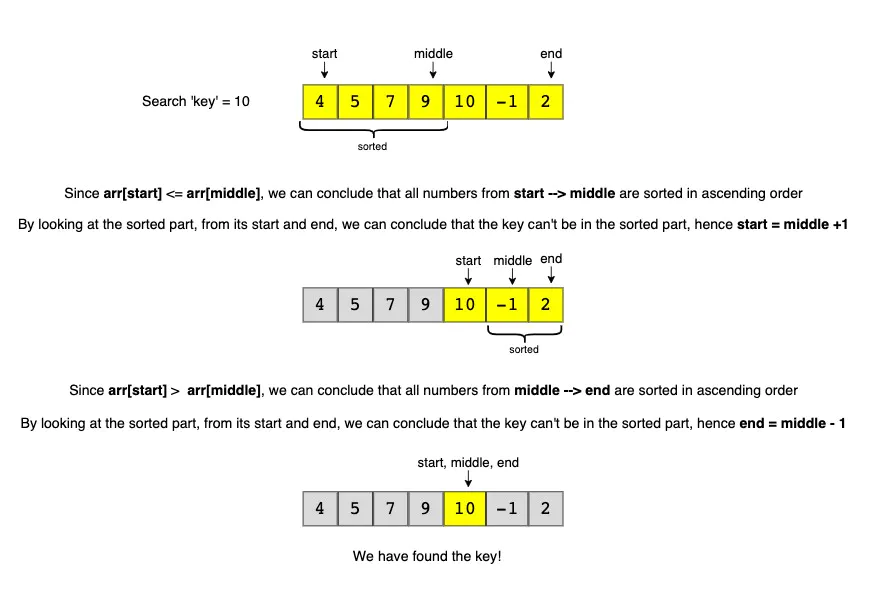 start middle end
Search 'key' = 10 4 5 7 9 10 -1 2
sorted
Since arr[start] <= arr[middle], we can conclude that all numbers from start --> middle are sorted in ascending order
By looking at the sorted part, from its start and end, we can conclude that the key can't be in the sorted part, hence start = middle +1
start middle end
4 5 7 9 10 -1 2
sorted
Since arr[start] > arr[middle], we can conclude that all numbers from middle --> end are sorted in ascending order
By looking at the sorted part, from its start and end, we can conclude that the key can't be in the sorted part, hence end = middle - 1
start, middle, end
4 5 7 9 10 -1 2
We have found the key!